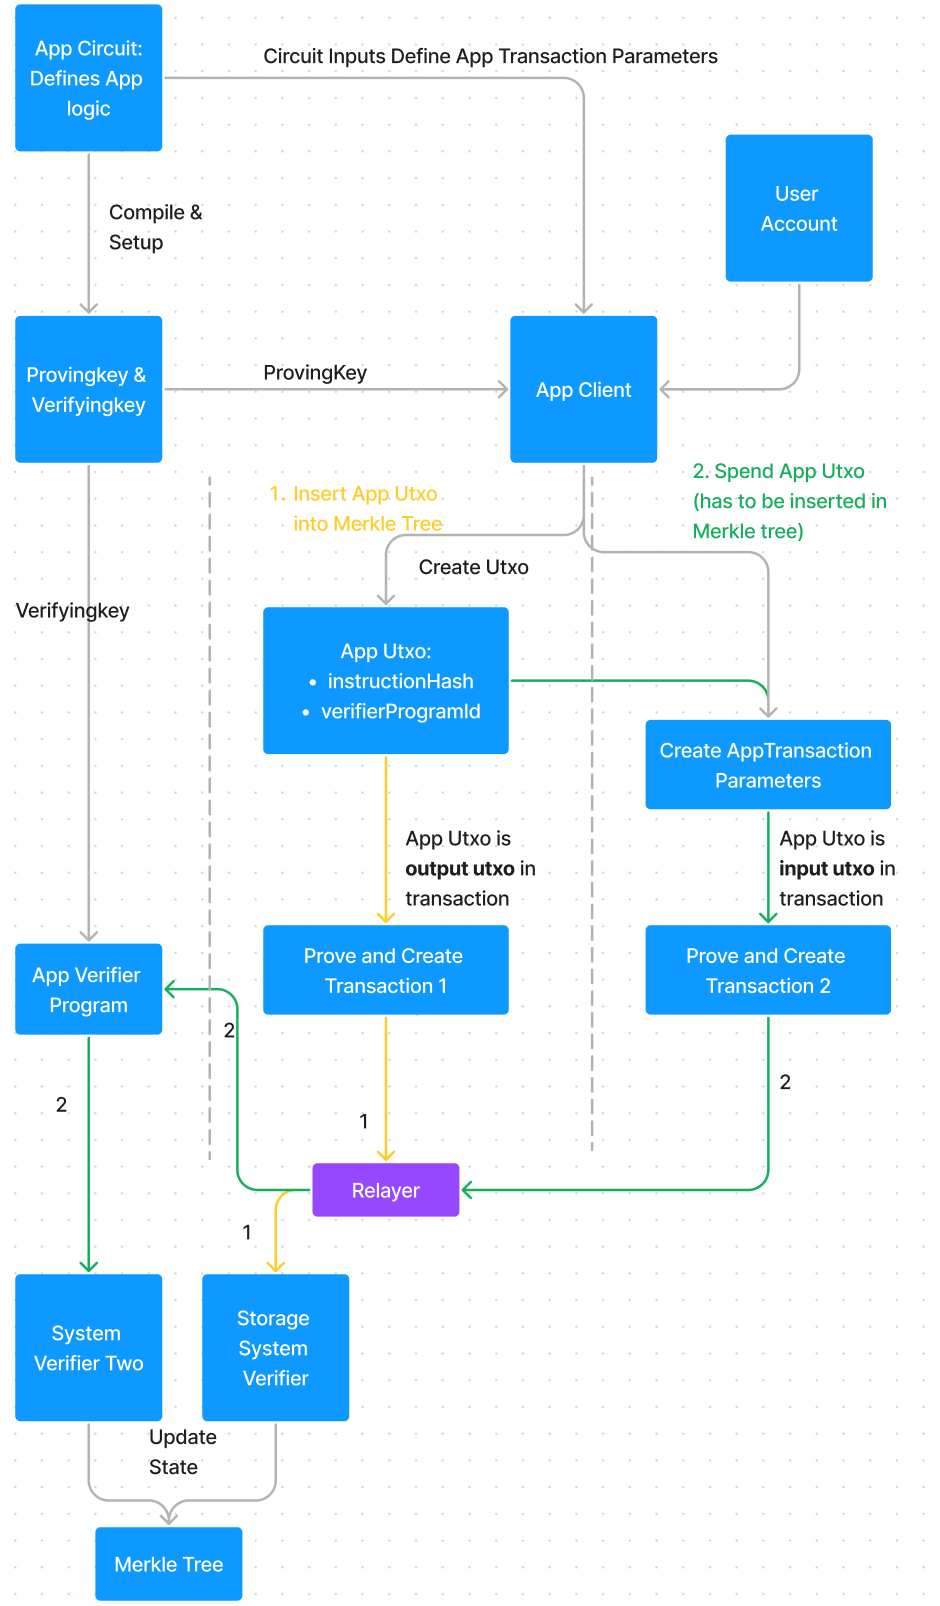 App Circuit:
Defines App
logic
Circuit Inputs Define App Transaction Parameters
User
Account
Compile &
Setup
Provingkey &
Verifyingkey
ProvingKey
App Client
1. Insert App Utxo
into Merkle Tree
2. Spend App Utxo
(has to be inserted in
Merkle tree)
Create Utxo
Verifyingkey
App Utxo:
• instructionHash
• verifierProgramId
Create AppTransaction
Parameters
App Utxo is
output utxo in
transaction
App Utxo is
input utxo in
transaction
Prove and Create
Transaction 1
Prove and Create
Transaction 2
App Verifier
Program
2
2
2
1
Relayer
1
System
Verifier Two
Storage
System
Verifier
Update
State
Merkle Tree